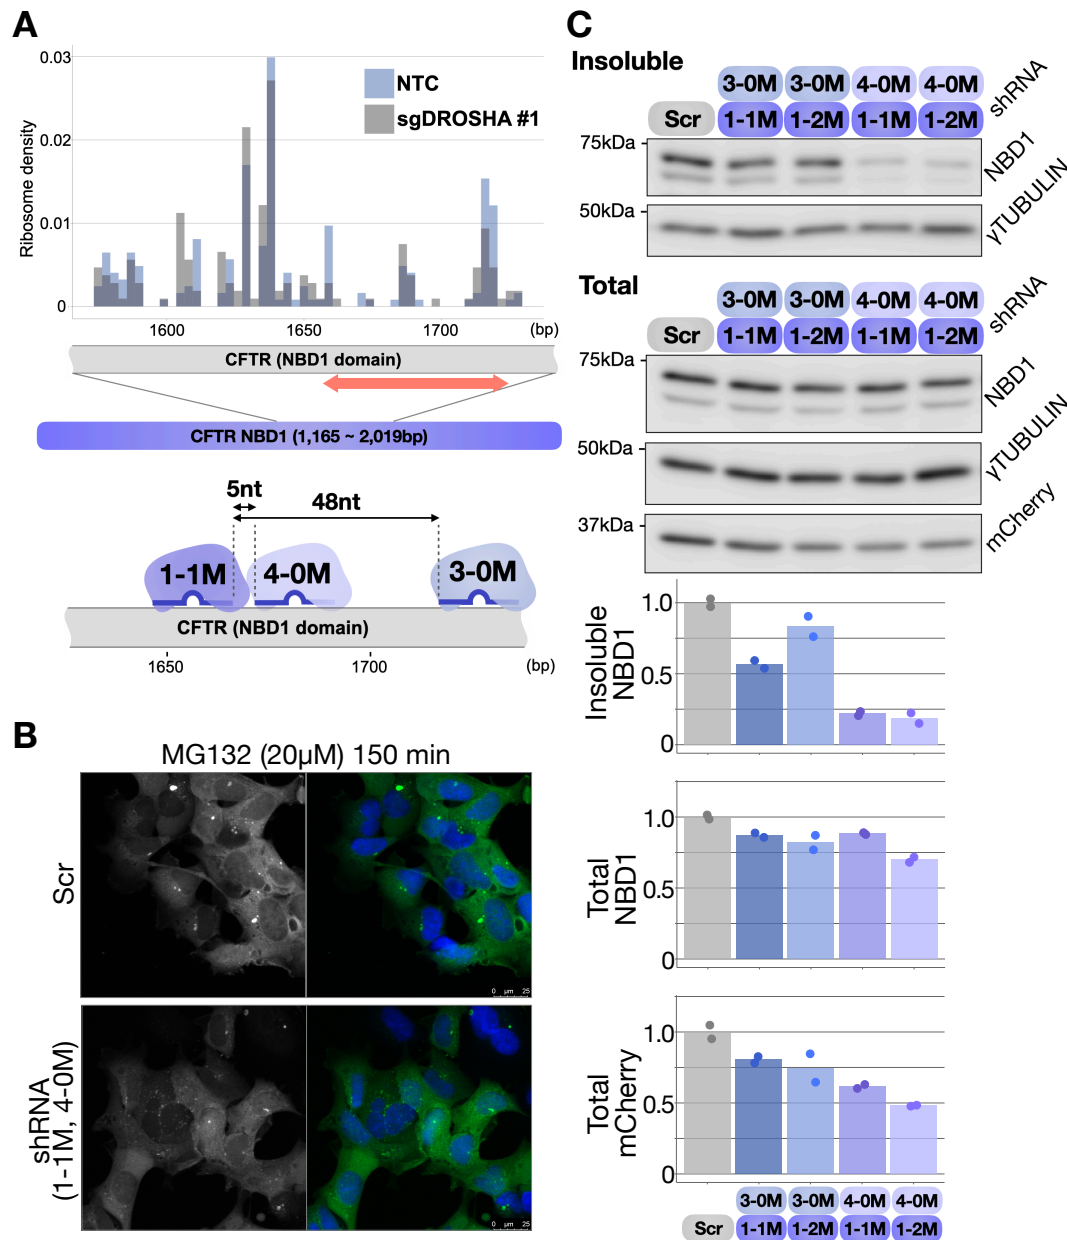 A
0.03
0.02
0.01
0
Ribosome density
NTC
sgDROSHA #1
1600
1650
1700
(bp)
CFTR (NBD1 domain)
CFTR NBD1 (1,165 ~ 2,019bp)
5nt
48nt
1-1M
4-0M
3-0M
CFTR (NBD1 domain)
1650
1700
(bp)
B
MG132 (20µM) 150 min
Scr
0 µm 25
shRNA
(1-1M, 4-0M)
0 µm 25
C
Insoluble
3-0M 3-0M 4-0M 4-0M
Scr 1-1M 1-2M 1-1M 1-2M
shRNA
75kDa
NBD1
50kDa
γTUBULIN
Total
3-0M 3-0M 4-0M 4-0M
Scr 1-1M 1-2M 1-1M 1-2M
shRNA
75kDa
NBD1
50kDa
γTUBULIN
37kDa
mCherry
Insoluble
NBD1
1.0
0.5
0
Total
NBD1
1.0
0.5
0
Total
mCherry
1.0
0.5
0
3-0M 3-0M 4-0M 4-0M
Scr 1-1M 1-2M 1-1M 1-2M